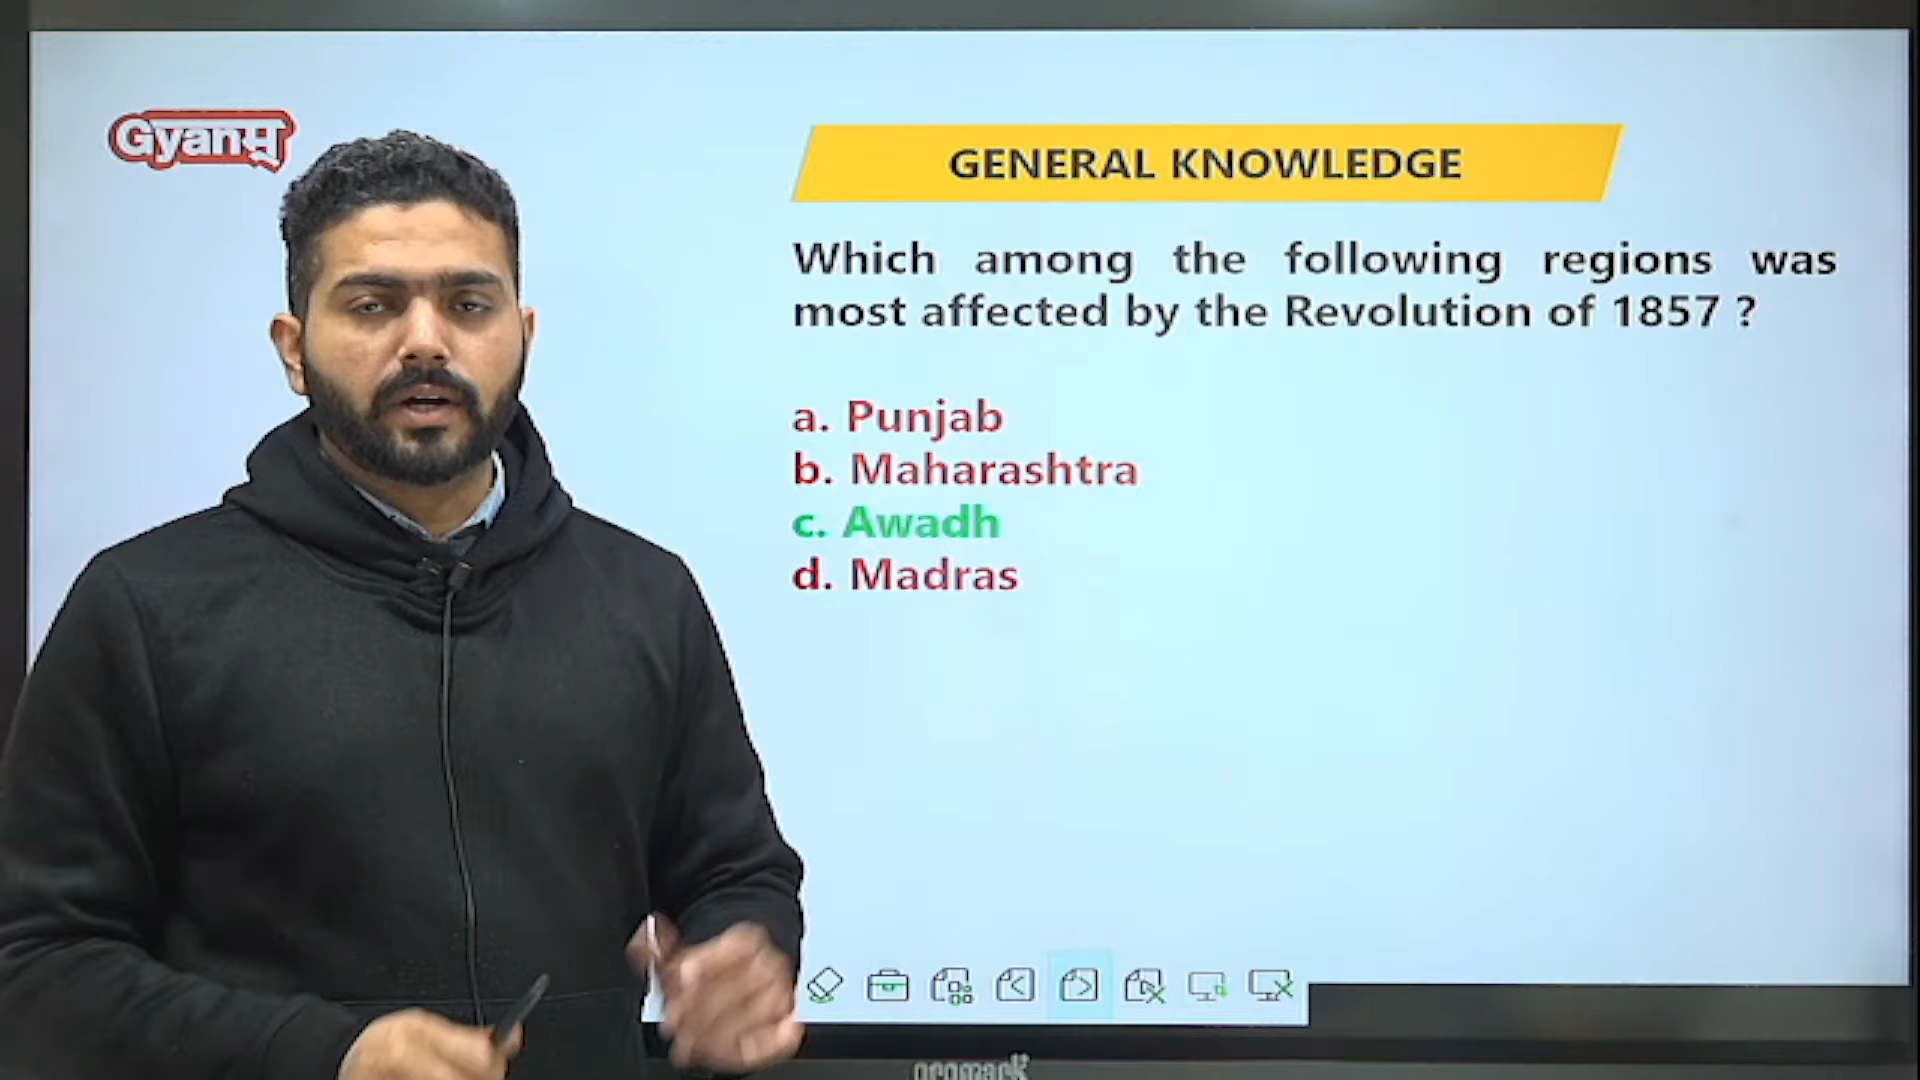 Gyanम
GENERAL KNOWLEDGE
Which among the following regions was
most affected by the Revolution of 1857 ?
a. Punjab
b. Maharashtra
c. Awadh
d. Madras
promark